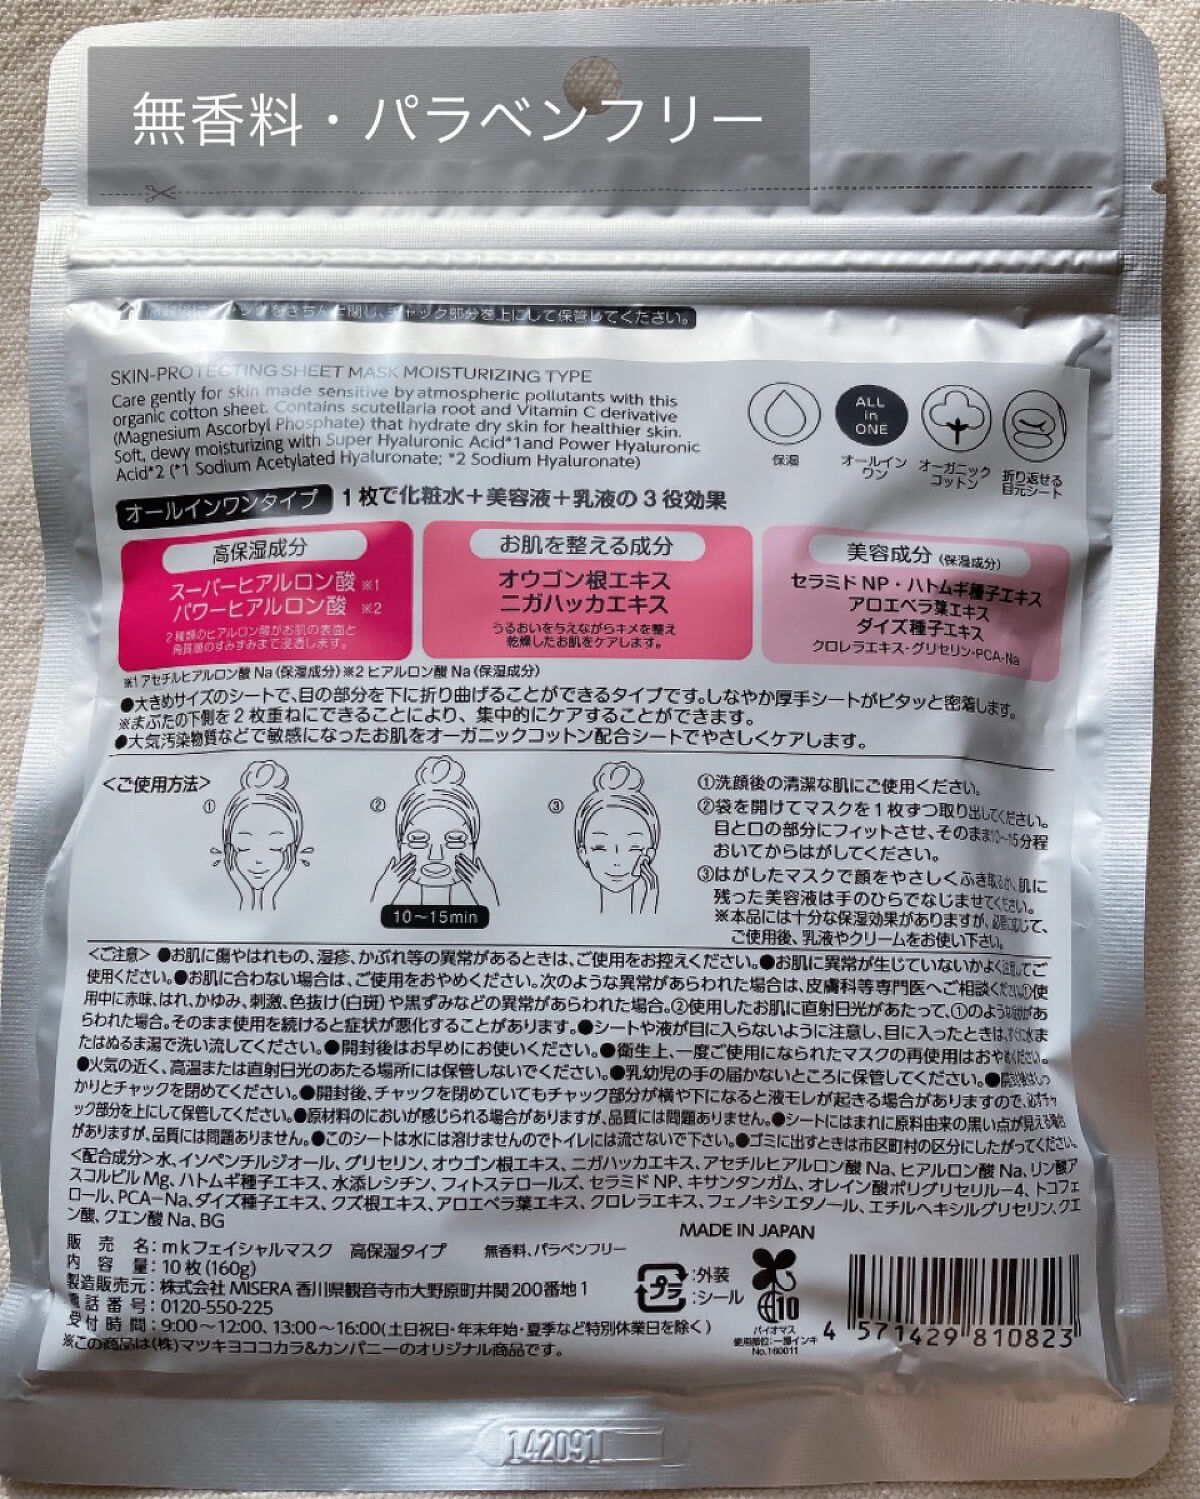 無香料・パラベンフリー
チャック部分を上にして保管してください。
SKIN-PROTECTING SHEET MASK MOISTURIZING TYPE
Care gently for skin made sensitive by atmospheric pollutants with this
organic cotton sheet. Contains scutellaria root and Vitamin C derivative
(Magnesium Ascorbyl Phosphate) that hydrate dry skin for healthier skin.
Soft, dewy moisturizing with Super Hyaluronic Acid*1 and Power Hyaluronic
Acid*2 (*1 Sodium Acetylated Hyaluronate; *2 Sodium Hyaluronate)
保湿
ALL
in
ONE
オールイン
ワン
オーガニック
コットン
折り返せる
目元シート
オールインワンタイプ 1枚で化粧水+美容液+乳液の3役効果
高保湿成分
スーパーヒアルロン酸 ※1
パワーヒアルロン酸 ※2
2種類のヒアルロン酸がお肌の表面と
角質層のすみずみまで浸透します。
お肌を整える成分
オウゴン根エキス
ニガハッカエキス
うるおいを与えながらキメを整え
乾燥したお肌をケアします。
美容成分(保湿成分)
セラミドNP・ハトムギ種子エキス
アロエベラ葉エキス
ダイズ種子エキス
クロレラエキス・グリセリン・PCA-Na
※1アセチルヒアルロン酸Na(保湿成分)※2ヒアルロン酸Na(保湿成分)
●大きめサイズのシートで、目の部分を下に折り曲げることができるタイプです。しなやか厚手シートがピタッと密着します。
※まぶたの下側を2枚重ねにできることにより、集中的にケアすることができます。
●大気汚染物質などで敏感になったお肌をオーガニックコットン配合シートでやさしくケアします。
<ご使用方法>
①
②
③
10~15min
①洗顔後の清潔な肌にご使用ください。
②袋を開けてマスクを1枚ずつ取り出してください。
目と口の部分にフィットさせ、そのまま10~15分程
おいてからはがしてください。
③はがしたマスクで顔をやさしくふき取るか、肌に
残った美容液は手のひらでなじませてください。
※本品には十分な保湿効果がありますが、必要に応じて、
ご使用後、乳液やクリームをお使い下さい。
<ご注意> ●お肌に傷やはれもの、湿疹、かぶれ等の異常があるときは、ご使用をお控えください。●お肌に異常が生じていないかよく注意してご
使用ください。●お肌に合わない場合は、ご使用をおやめください。次のような異常があらわれた場合は、皮膚科等専門医へご相談ください。①使
用中に赤味、はれ、かゆみ、刺激、色抜け(白斑)や黒ずみなどの異常があらわれた場合。②使用したお肌に直射日光があたって、①のような症状があ
らわれた場合。そのまま使用を続けると症状が悪化することがあります。●シートや液が目に入らないように注意し、目に入ったときは、すぐに水ま
たはぬるま湯で洗い流してください。●開封後はお早めにお使いください。●衛生上、一度ご使用になられたマスクの再使用はおやめください。
●火気の近く、高温または直射日光のあたる場所には保管しないでください。●乳幼児の手の届かないところに保管してください。●開封後はしっ
かりとチャックを閉めてください。●開封後、チャックを閉めていてもチャック部分が横や下になると液モレが起きる場合がありますので、必ずチャ
ック部分を上にして保管してください。●原材料のにおいが感じられる場合がありますが、品質には問題ありません。●シートにはまれに原料由来の黒い点が見える場合
がありますが、品質には問題ありません。●このシートは水には溶けませんのでトイレには流さないで下さい。●ゴミに出すときは市区町村の区分にしたがってください。
<配合成分>水、イソペンチルジオール、グリセリン、オウゴン根エキス、ニガハッカエキス、アセチルヒアルロン酸Na、ヒアルロン酸Na、リン酸ア
スコルビルMg、ハトムギ種子エキス、水添レシチン、フィトステロールズ、セラミドNP、キサンタンガム、オレイン酸ポリグリセリル-4、トコフェ
ロール、PCA-Na、ダイズ種子エキス、クズ根エキス、アロエベラ葉エキス、クロレラエキス、フェノキシエタノール、エチルヘキシルグリセリン、クエ
ン酸、クエン酸Na、BG
MADE IN JAPAN
販売名:mkフェイシャルマスク 高保湿タイプ 無香料、パラベンフリー
内容量:10枚(160g)
製造販売元:株式会社MISERA 香川県観音寺市大野原町井関200番地1
電話番号:0120-550-225
受付時間:9:00~12:00、13:00~16:00(土日祝日・年末年始・夏季など特別休業日を除く)
※この商品は(株)マツキヨココカラ&カンパニーのオリジナル商品です。
プラ :外装
:シール
10
バイオマス
使用部位:一部インキ
No.160011
4 571429 810823
142091